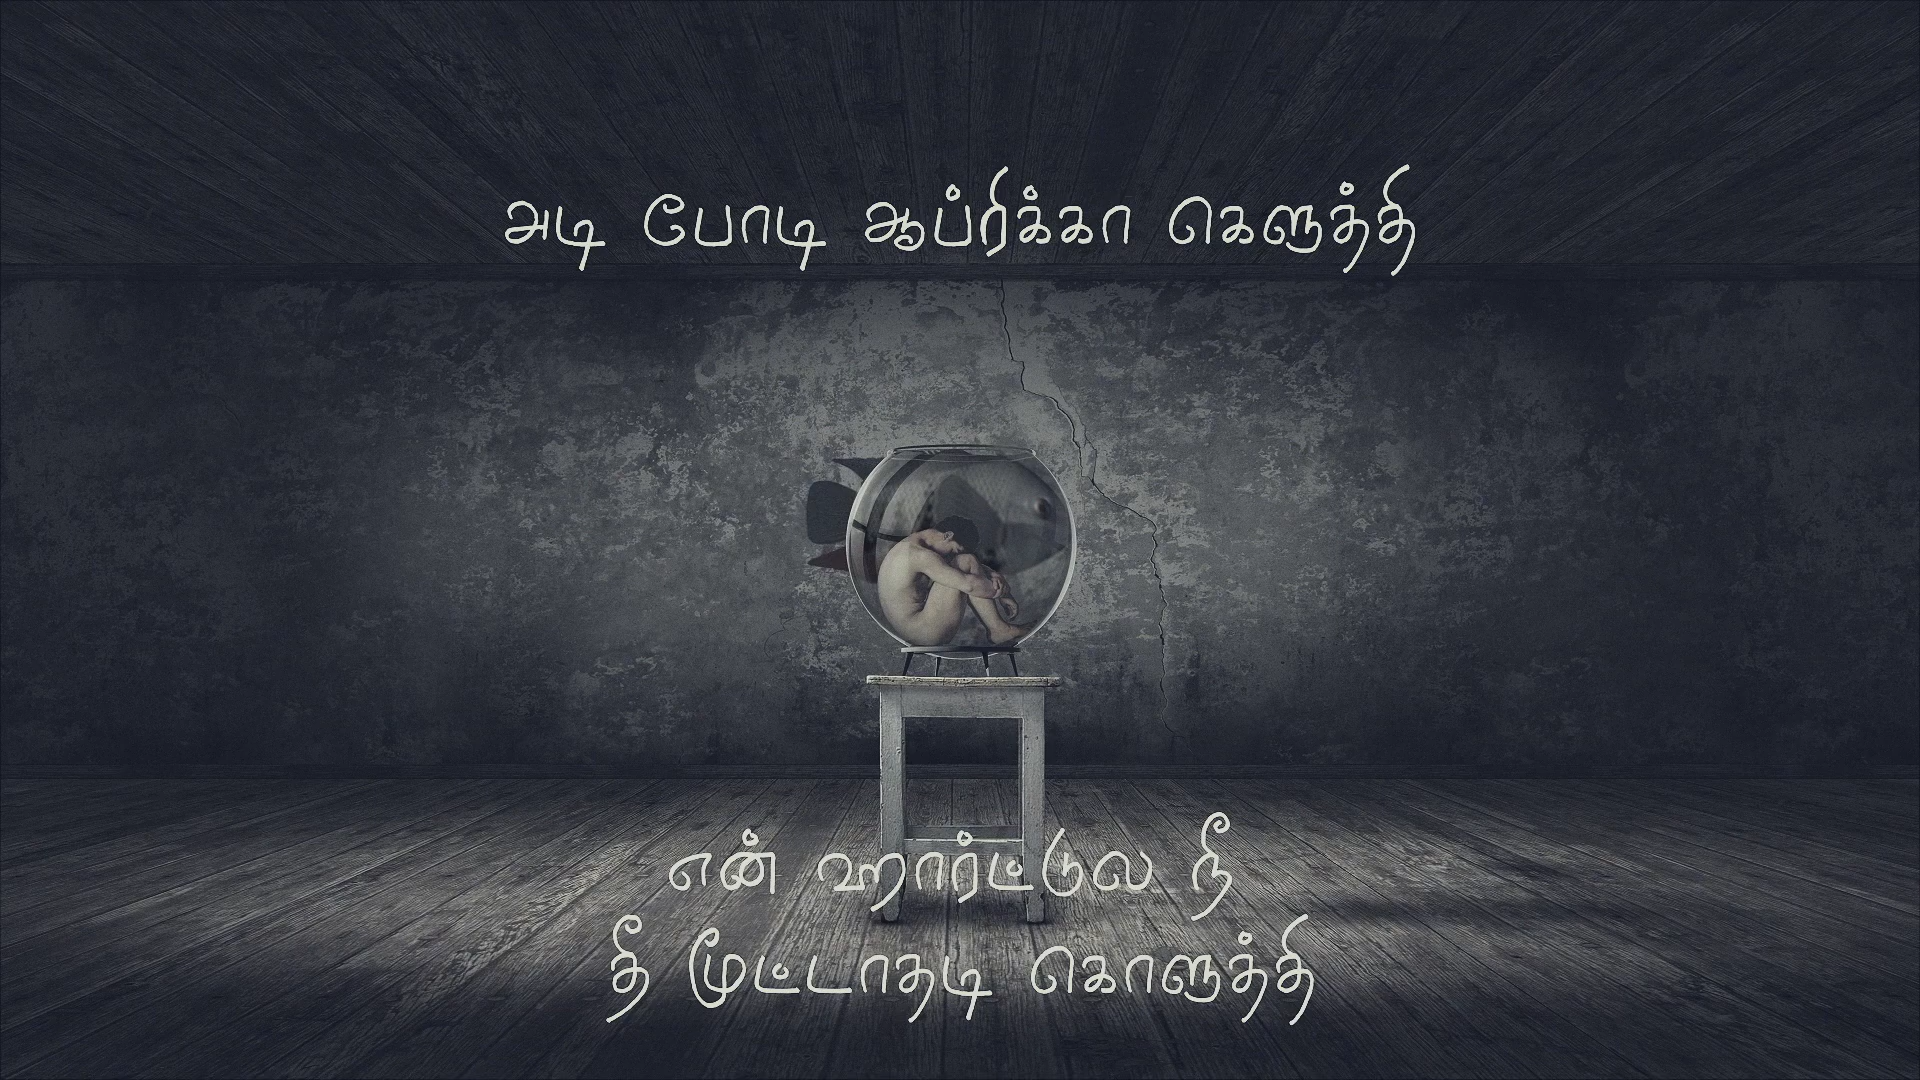 அடி போடி ஆப்ரிக்கா கெளுத்தி
என் ஹார்ட்டுல நீ
தீ மூட்டாதடி கொளுத்தி